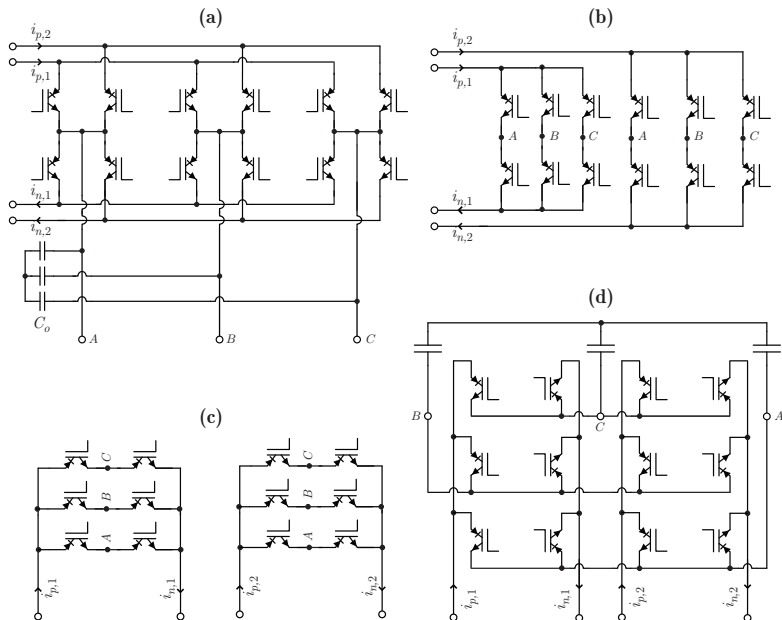 (a)
i_{p,2}
i_{p,1}
i_{n,1}
i_{n,2}
C_o
A
B
C
(b)
i_{p,2}
i_{p,1}
A
B
C
A
B
C
i_{n,1}
i_{n,2}
(c)
C
B
A
i_{p,1}
i_{n,1}
C
B
A
i_{p,2}
i_{n,2}
(d)
B
C
A
i_{p,1}
i_{n,1}
i_{p,2}
i_{n,2}